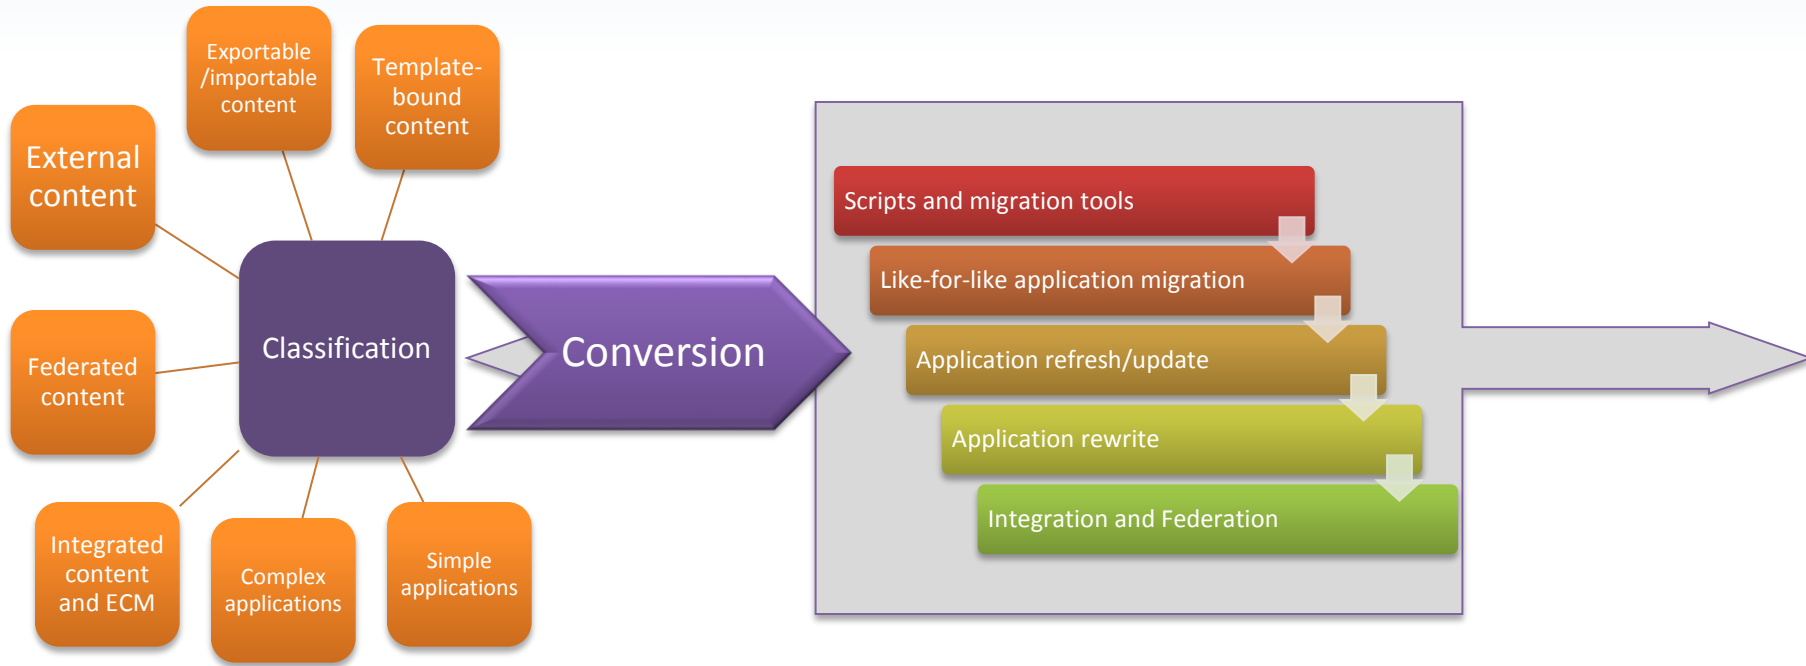 Exportable
/importable
content
Template-
bound
content
External
content
Federated
content
Classification
Integrated
content
and ECM
Complex
applications
Simple
applications
Conversion
Scripts and migration tools
Like-for-like application migration
Application refresh/update
Application rewrite
Integration and Federation